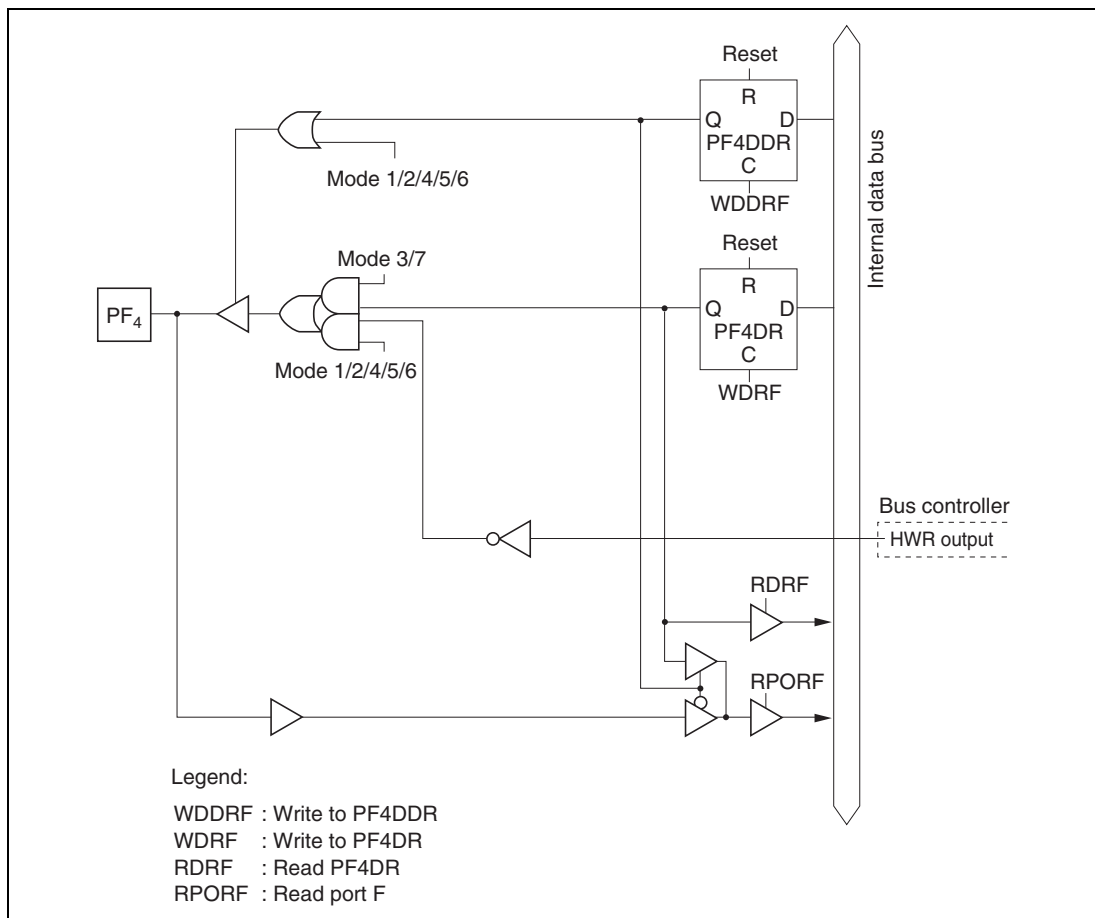 Reset
R
Q D
PF4DDR
C
WDDRF
Mode 1/2/4/5/6
Internal data bus
Reset
Mode 3/7
R
Q D
PF4DR
C
WDRF
PF4
Mode 1/2/4/5/6
Bus controller
HWR output
RDRF
RPORF
Legend:
WDDRF : Write to PF4DDR
WDRF : Write to PF4DR
RDRF : Read PF4DR
RPORF : Read port F